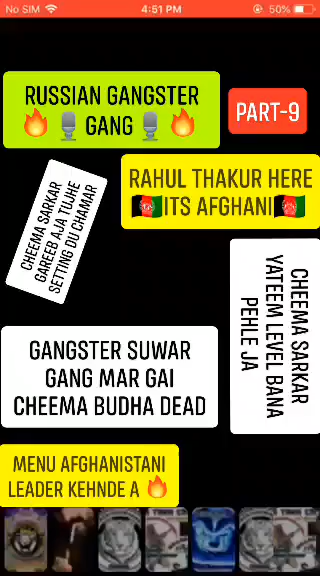 No SIM 4:51 PM 50%
RUSSIAN GANGSTER
🔥🎙️GANG🎙️🔥
PART-9
RAHUL THAKUR HERE
🇦🇫ITS AFGHANI🇦🇫
CHEEMA SARKAR
GAREEB AJA TUJHE
SETTING DU CHAMAR
CHEEMA SARKAR
YATEEM LEVEL BANA
PEHLE JA
GANGSTER SUWAR
GANG MAR GAI
CHEEMA BUDHA DEAD
MENU AFGHANISTANI
LEADER KEHNDE A 🔥